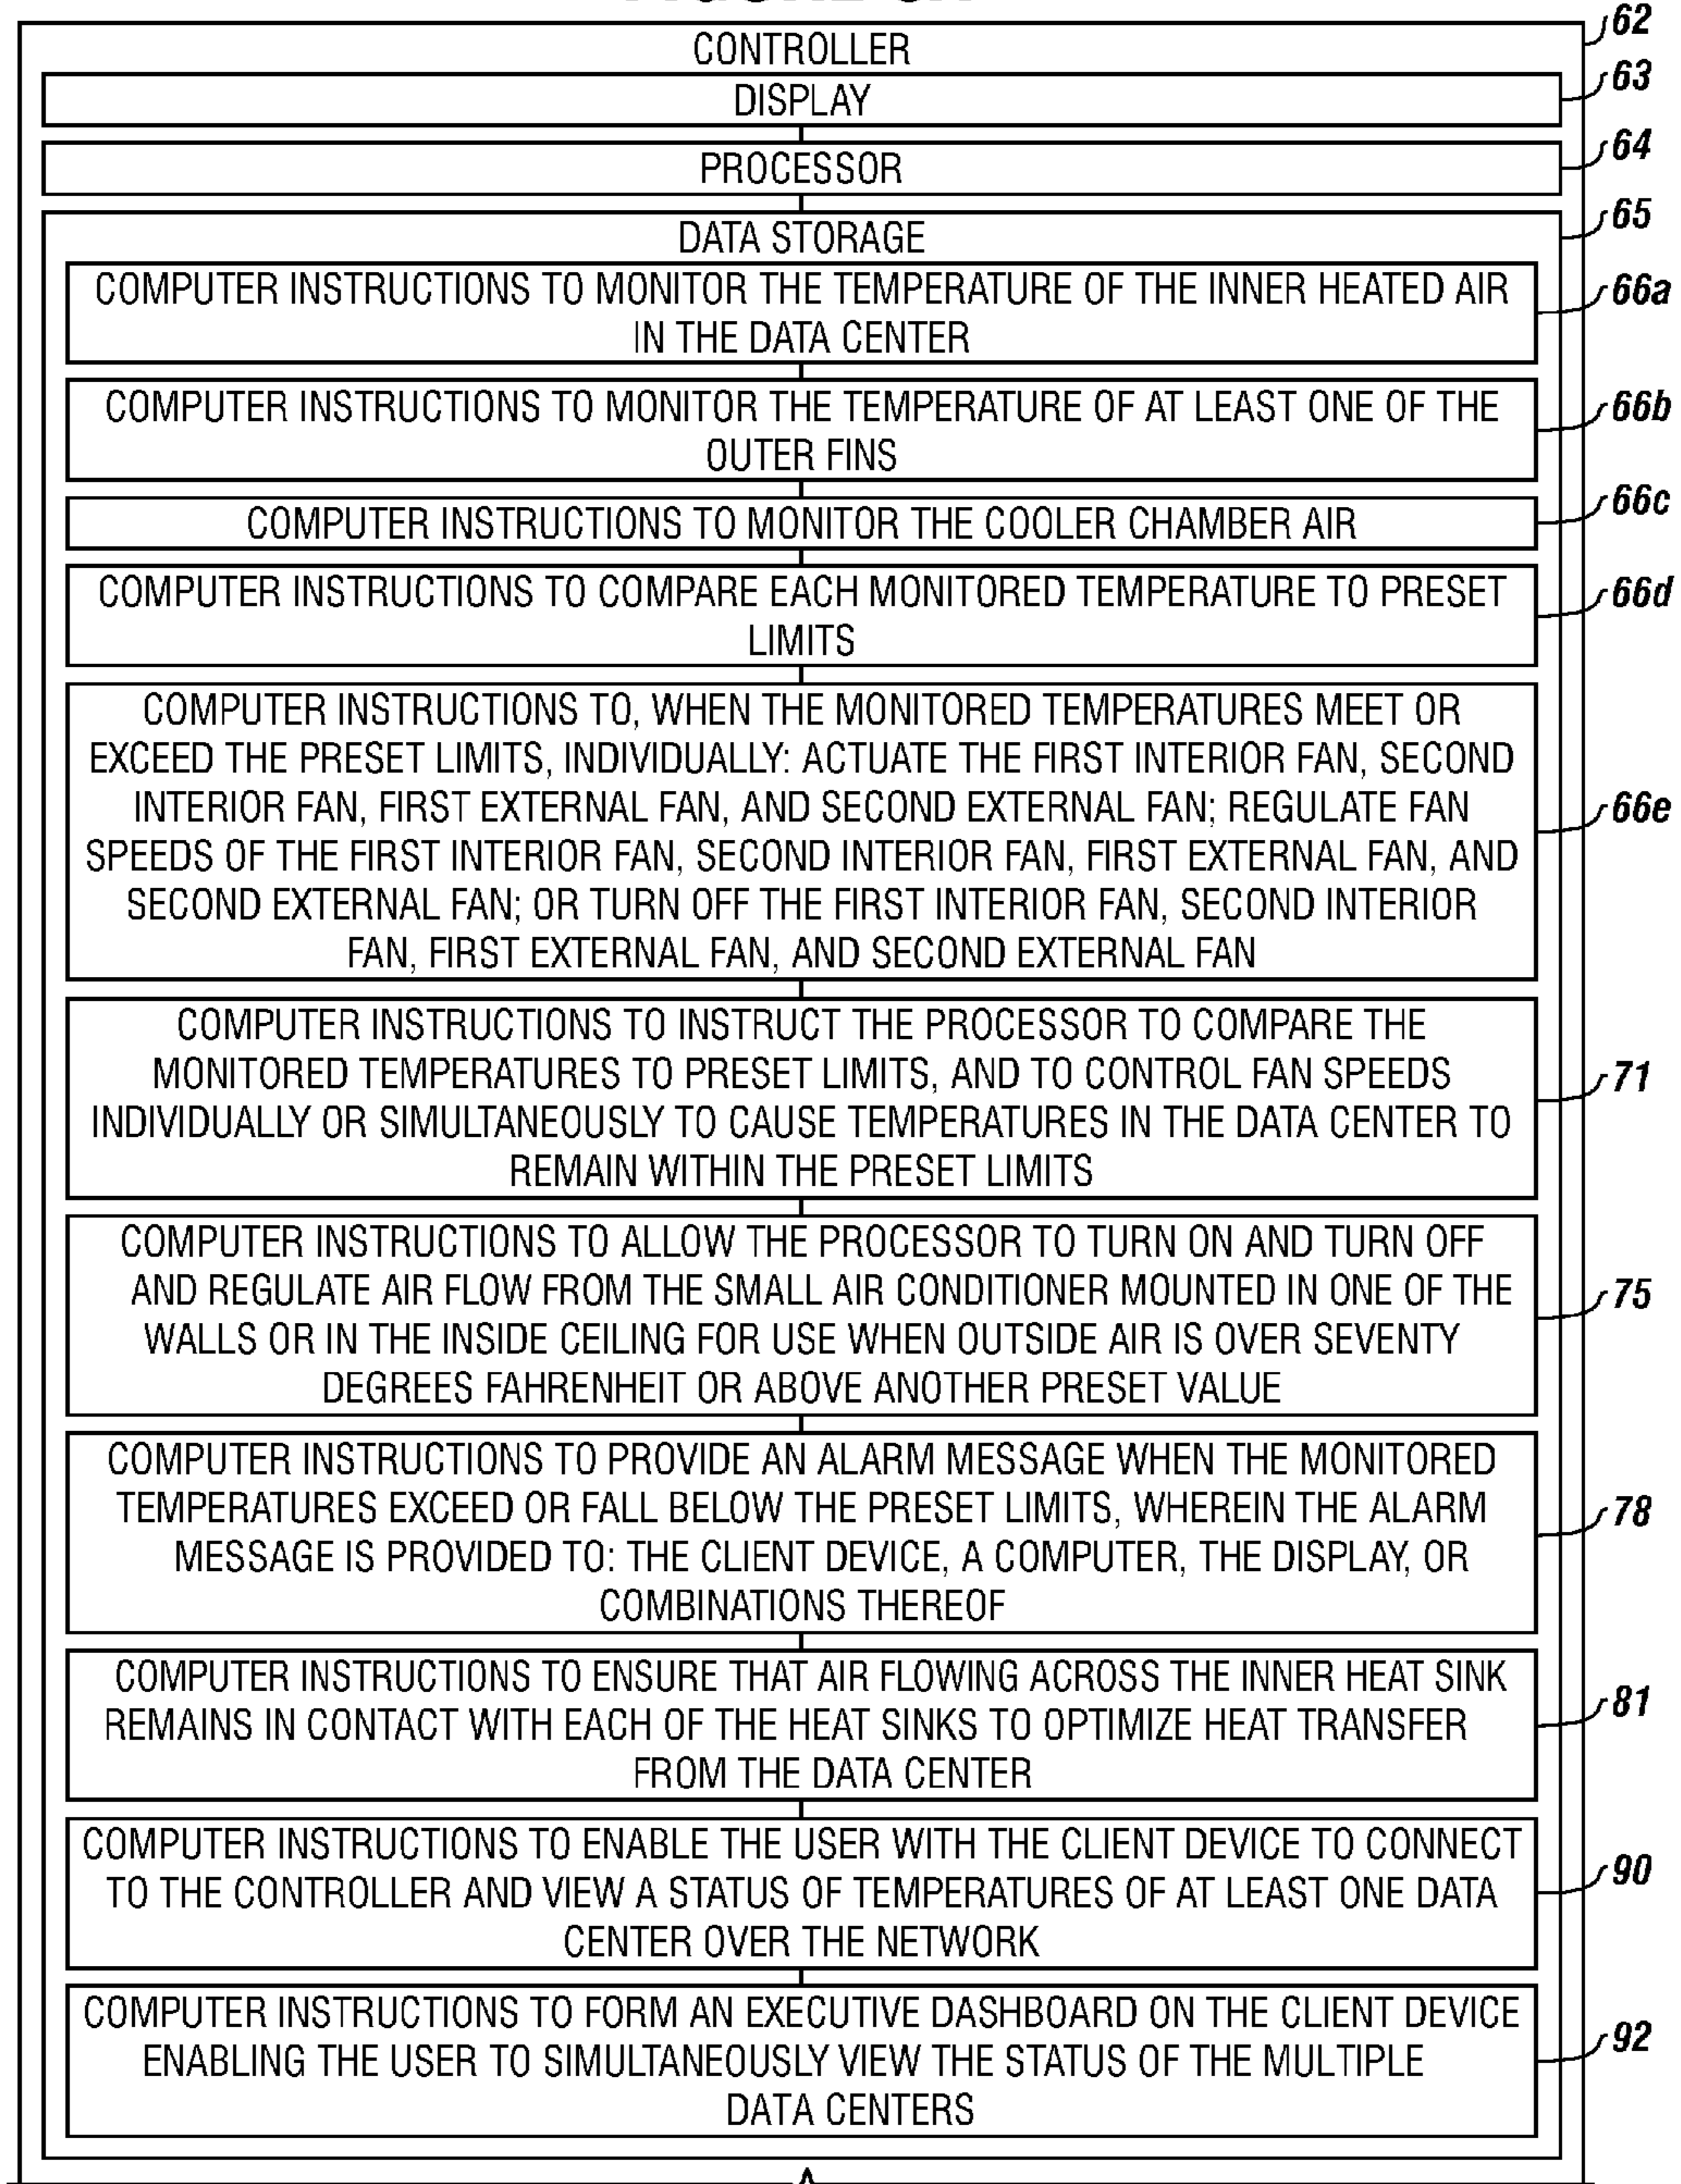 CONTROLLER
62
DISPLAY
63
PROCESSOR
64
DATA STORAGE
65
COMPUTER INSTRUCTIONS TO MONITOR THE TEMPERATURE OF THE INNER HEATED AIR
IN THE DATA CENTER
66a
COMPUTER INSTRUCTIONS TO MONITOR THE TEMPERATURE OF AT LEAST ONE OF THE
OUTER FINS
66b
COMPUTER INSTRUCTIONS TO MONITOR THE COOLER CHAMBER AIR
66c
COMPUTER INSTRUCTIONS TO COMPARE EACH MONITORED TEMPERATURE TO PRESET
LIMITS
66d
COMPUTER INSTRUCTIONS TO, WHEN THE MONITORED TEMPERATURES MEET OR
EXCEED THE PRESET LIMITS, INDIVIDUALLY: ACTUATE THE FIRST INTERIOR FAN, SECOND
INTERIOR FAN, FIRST EXTERNAL FAN, AND SECOND EXTERNAL FAN; REGULATE FAN
SPEEDS OF THE FIRST INTERIOR FAN, SECOND INTERIOR FAN, FIRST EXTERNAL FAN, AND
SECOND EXTERNAL FAN; OR TURN OFF THE FIRST INTERIOR FAN, SECOND INTERIOR
FAN, FIRST EXTERNAL FAN, AND SECOND EXTERNAL FAN
66e
COMPUTER INSTRUCTIONS TO INSTRUCT THE PROCESSOR TO COMPARE THE
MONITORED TEMPERATURES TO PRESET LIMITS, AND TO CONTROL FAN SPEEDS
INDIVIDUALLY OR SIMULTANEOUSLY TO CAUSE TEMPERATURES IN THE DATA CENTER TO
REMAIN WITHIN THE PRESET LIMITS
71
COMPUTER INSTRUCTIONS TO ALLOW THE PROCESSOR TO TURN ON AND TURN OFF
AND REGULATE AIR FLOW FROM THE SMALL AIR CONDITIONER MOUNTED IN ONE OF THE
WALLS OR IN THE INSIDE CEILING FOR USE WHEN OUTSIDE AIR IS OVER SEVENTY
DEGREES FAHRENHEIT OR ABOVE ANOTHER PRESET VALUE
75
COMPUTER INSTRUCTIONS TO PROVIDE AN ALARM MESSAGE WHEN THE MONITORED
TEMPERATURES EXCEED OR FALL BELOW THE PRESET LIMITS, WHEREIN THE ALARM
MESSAGE IS PROVIDED TO: THE CLIENT DEVICE, A COMPUTER, THE DISPLAY, OR
COMBINATIONS THEREOF
78
COMPUTER INSTRUCTIONS TO ENSURE THAT AIR FLOWING ACROSS THE INNER HEAT SINK
REMAINS IN CONTACT WITH EACH OF THE HEAT SINKS TO OPTIMIZE HEAT TRANSFER
FROM THE DATA CENTER
81
COMPUTER INSTRUCTIONS TO ENABLE THE USER WITH THE CLIENT DEVICE TO CONNECT
TO THE CONTROLLER AND VIEW A STATUS OF TEMPERATURES OF AT LEAST ONE DATA
CENTER OVER THE NETWORK
90
COMPUTER INSTRUCTIONS TO FORM AN EXECUTIVE DASHBOARD ON THE CLIENT DEVICE
ENABLING THE USER TO SIMULTANEOUSLY VIEW THE STATUS OF THE MULTIPLE
DATA CENTERS
92